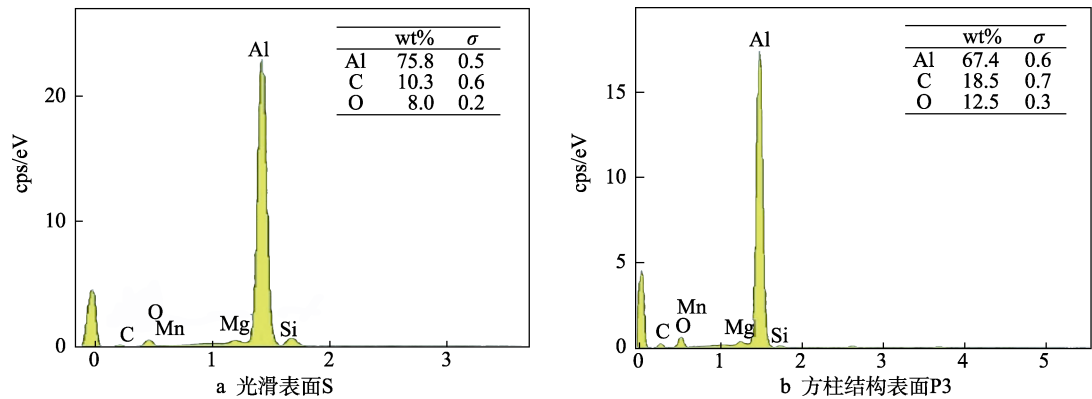 wt% σ
Al 75.8 0.5
C 10.3 0.6
O 8.0 0.2
cps/eV
20
10
0
Al
C
O
Mn
Mg
Si
0 1 2 3
a 光滑表面S
wt% σ
Al 67.4 0.6
C 18.5 0.7
O 12.5 0.3
cps/eV
15
10
5
0
Al
C
Mn
O
Mg
Si
0 1 2 3 4 5
b 方柱结构表面P3